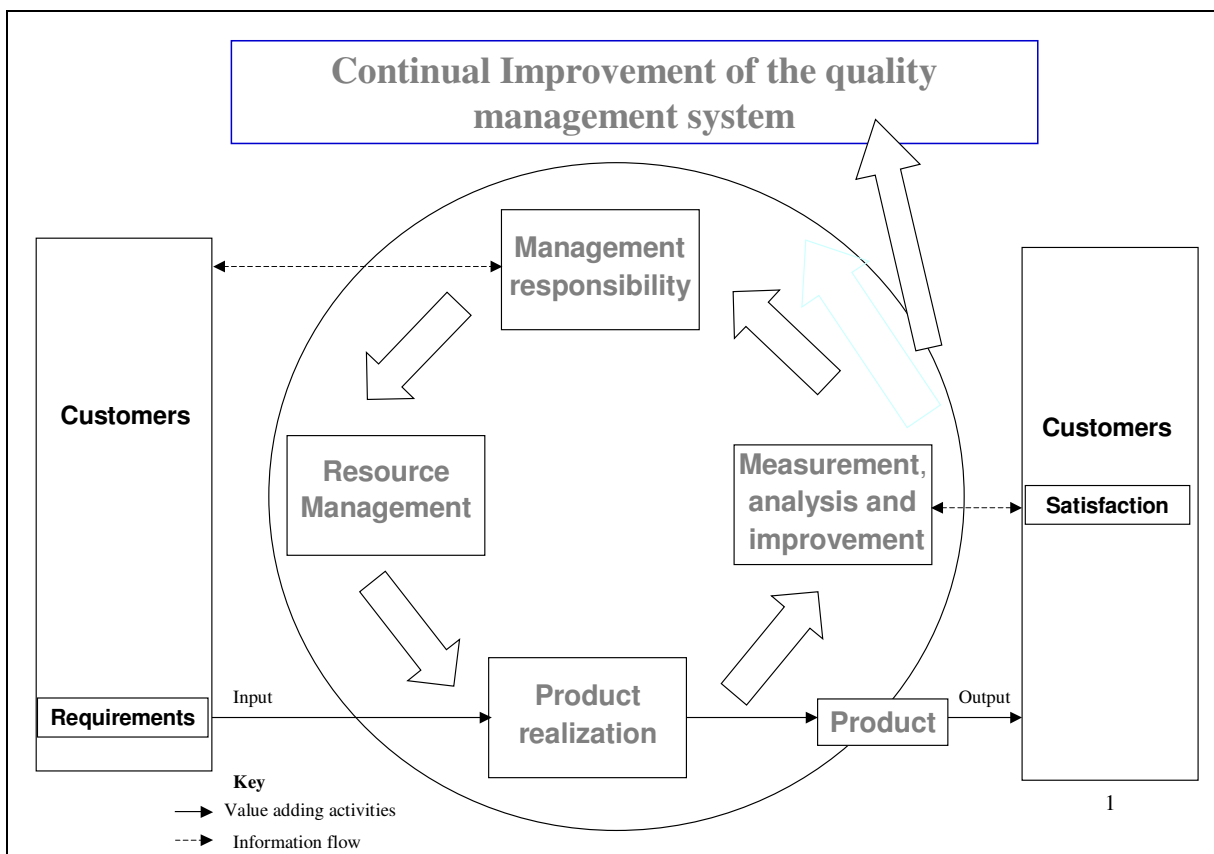 Continual Improvement of the quality
management system
Management
responsibility
Customers
Resource
Management
Measurement,
analysis and
improvement
Customers
Satisfaction
Requirements
Input
Product
realization
Product
Output
Key
Value adding activities
Information flow
1